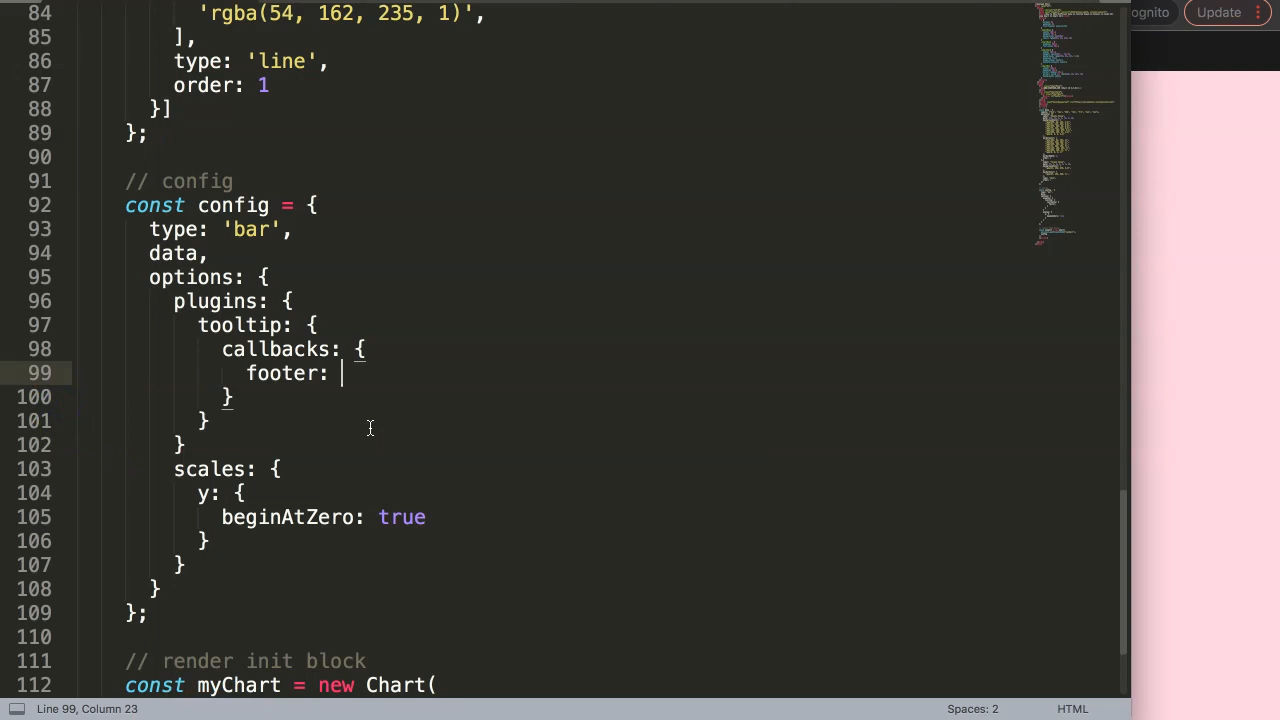 84 'rgba(54, 162, 235, 1)',
85 ],
86 type: 'line',
87 order: 1
88 }]
89 };
90
91 // config
92 const config = {
93 type: 'bar',
94 data,
95 options: {
96 plugins: {
97 tooltip: {
98 callbacks: {
99 footer:
100 }
101 }
102 }
103 scales: {
104 y: {
105 beginAtZero: true
106 }
107 }
108 }
109 };
110
111 // render init block
112 const myChart = new Chart(
ognito Update
Line 99, Column 23 Spaces: 2 HTML